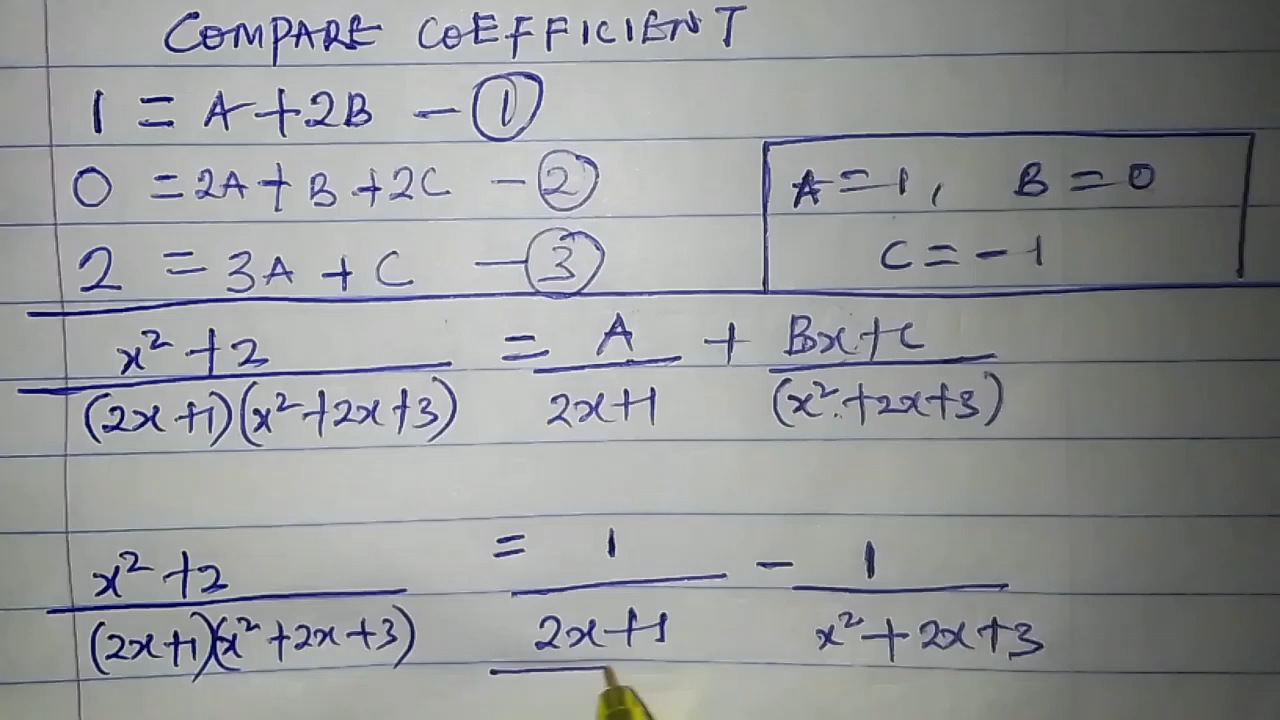 COMPARE COEFFICIENT
1 = A+2B - ①
0 = 2A + B + 2C - ②
2 = 3A + C - ③
A = 1, B = 0
C = -1
x² + 2 = A + Bx+C
(2x+1)(x²+2x+3) 2x+1 (x²+2x+3)
x² + 2 = 1 - 1
(2x+1)(x²+2x+3) 2x+1 x²+2x+3